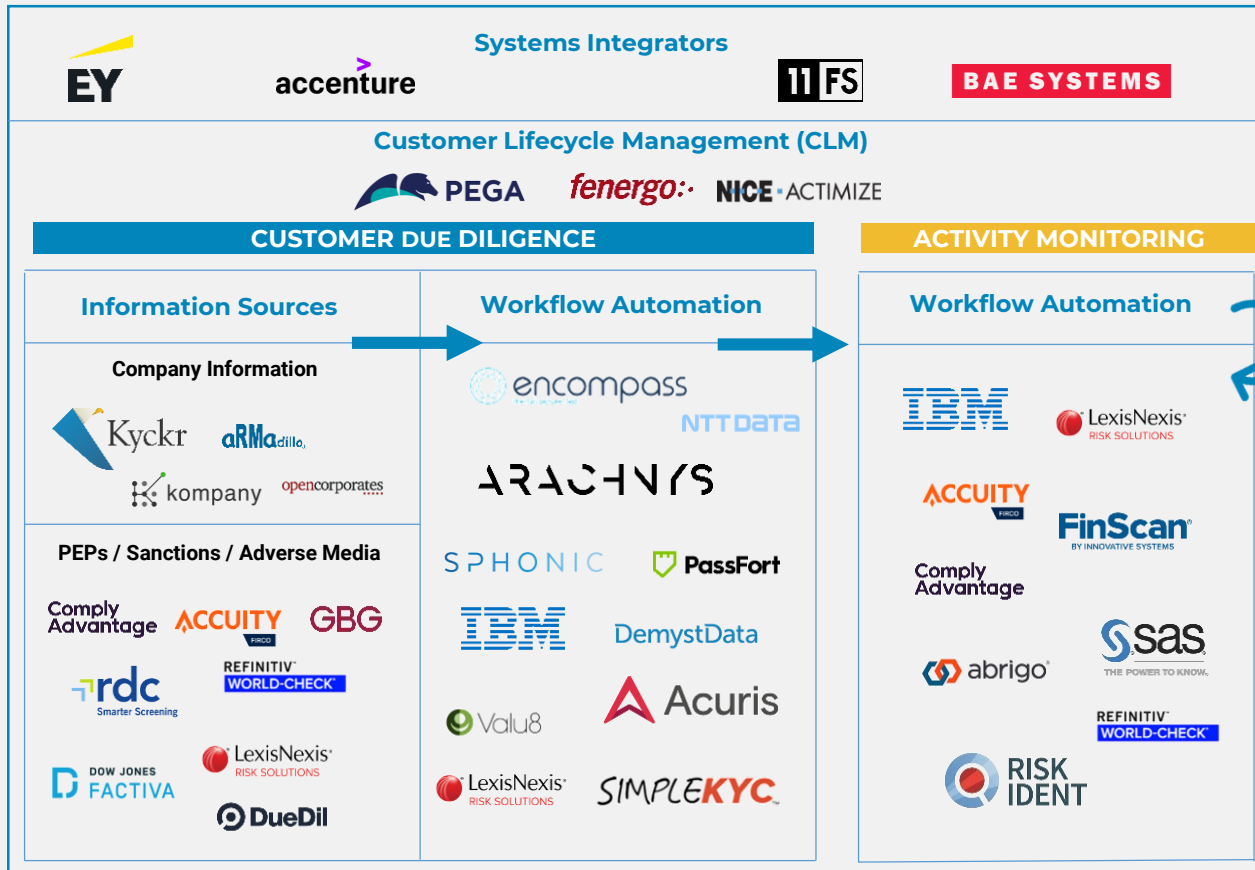 Systems Integrators
EY
accenture
11 FS
BAE SYSTEMS
Customer Lifecycle Management (CLM)
PEGA
fenergo:·
NICE · ACTIMIZE
CUSTOMER DUE DILIGENCE
Information Sources
Company Information
Kyckr
aRMadillo
kompany
opencorporates
PEPs / Sanctions / Adverse Media
Comply
Advantage
ACCUITY
FIRCO
GBG
rdc
Smarter Screening
REFINITIV™
WORLD-CHECK
DOW JONES
FACTIVA
LexisNexis®
RISK SOLUTIONS
DueDil
Workflow Automation
encompass
NTT DATA
ARACHNYS
SPHONIC
PassFort
IBM
DemystData
Valu8
Acuris
LexisNexis®
RISK SOLUTIONS
SIMPLEKYC
ACTIVITY MONITORING
Workflow Automation
IBM
LexisNexis®
RISK SOLUTIONS
ACCUITY
FIRCO
FinScan®
BY INNOVATIVE SYSTEMS
Comply
Advantage
sas
THE POWER TO KNOW.
abrigo®
REFINITIV™
WORLD-CHECK
RISK
IDENT